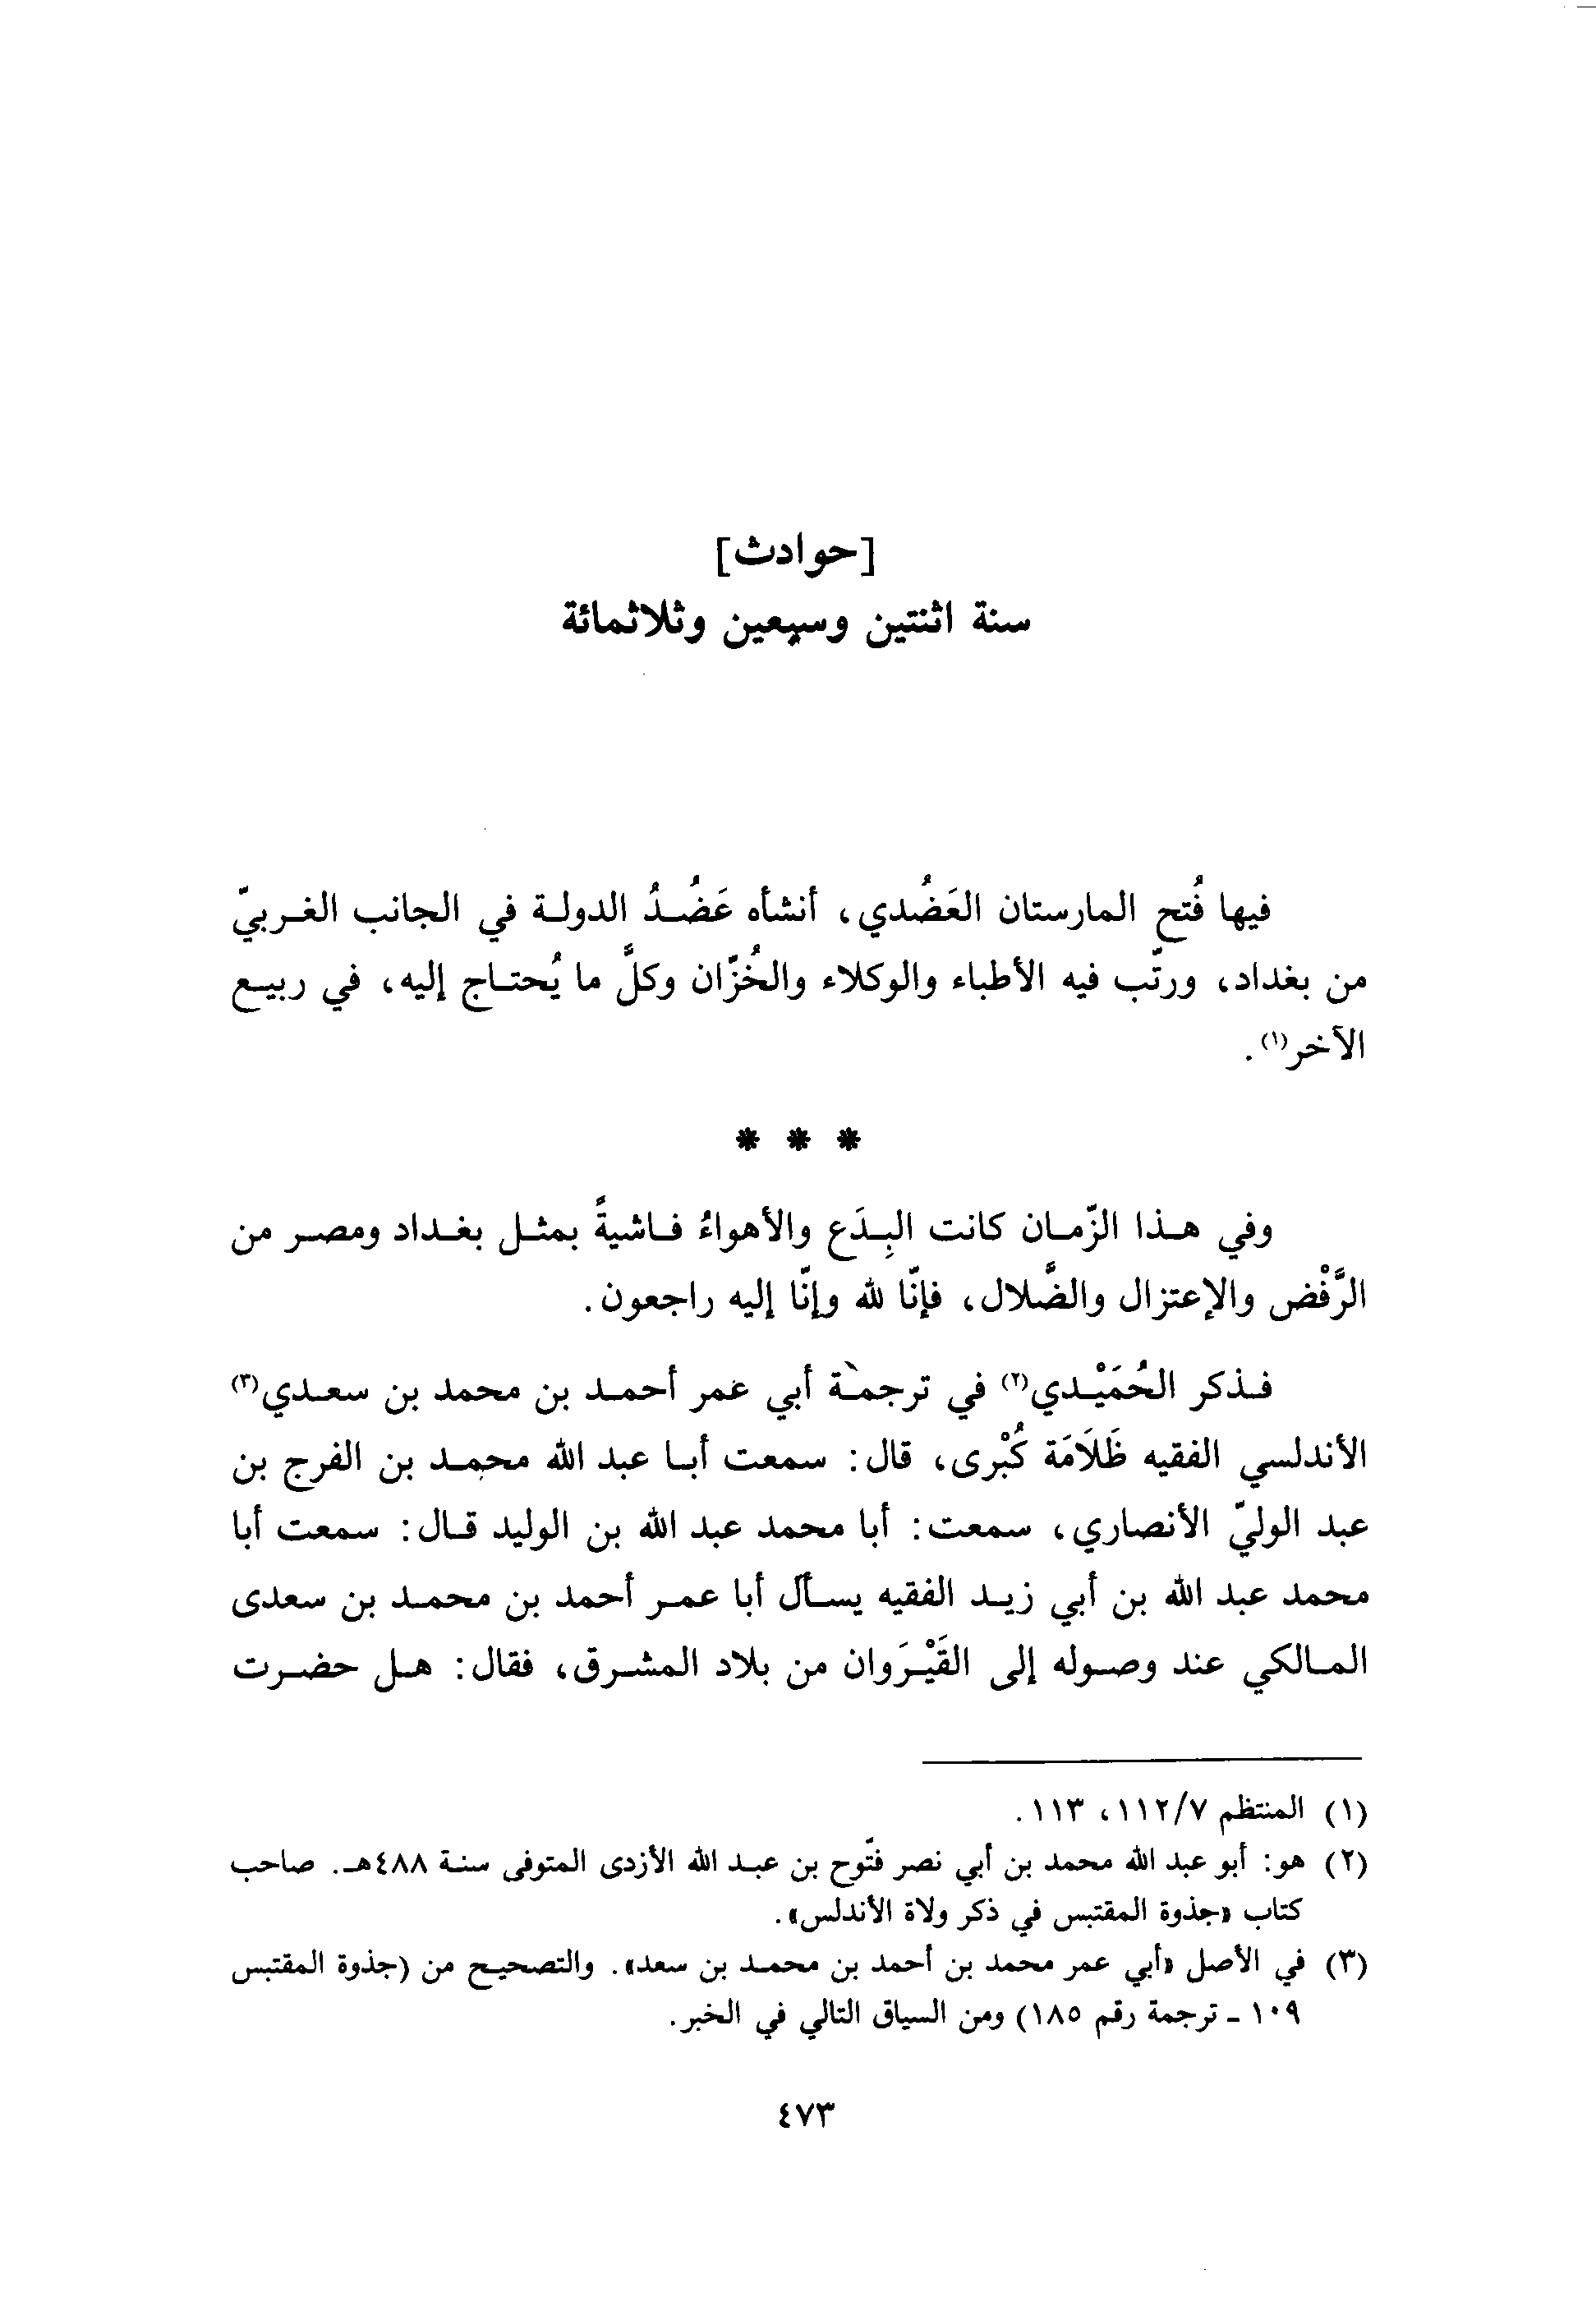 [حوادث]
سنة اثنتين وسبعين وثلاثمائة
فيها فُتح المارستان العَضُدي، أنشأه عَضُدُ الدولة في الجانب الغربيّ
من بغداد، ورتّب فيه الأطباء والوكلاء والخُزّان وكلَّ ما يُحتاج إليه، في ربيع
الآخر(١).
* * *
وفي هذا الزّمان كانت البِدَع والأهواءُ فاشيةً بمثل بغداد ومصر من
الرَّفْض والإعتزال والضَّلال، فإنّا لله وإنّا إليه راجعون.
فذكر الحُمَيْدي(٢) في ترجمة أبي عمر أحمد بن محمد بن سعدي(٣)
الأندلسي الفقيه ظَلَامَة كُبْرى، قال: سمعت أبا عبد الله محمد بن الفرج بن
عبد الوليّ الأنصاري، سمعت: أبا محمد عبد الله بن الوليد قال: سمعت أبا
محمد عبد الله بن أبي زيد الفقيه يسأل أبا عمر أحمد بن محمد بن سعدى
المالكي عند وصوله إلى القَيْرَوان من بلاد المشرق، فقال: هل حضرت
(١) المنتظم ١١٢/٧، ١١٣.
(٢) هو: أبو عبد الله محمد بن أبي نصر فتّوح بن عبد الله الأزدى المتوفى سنة ٤٨٨هـ. صاحب
كتاب «جذوة المقتبس في ذكر ولاة الأندلس».
(٣) في الأصل «أبي عمر محمد بن أحمد بن محمد بن سعد». والتصحيح من (جذوة المقتبس
١٠٩ - ترجمة رقم ١٨٥) ومن السياق التالي في الخبر.
٤٧٣